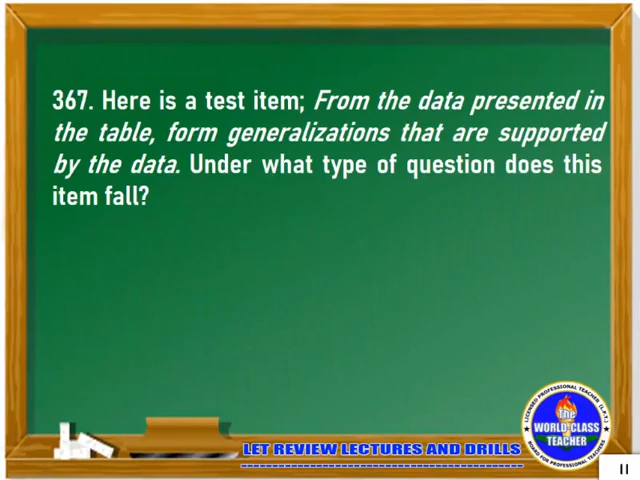 367. Here is a test item; From the data presented in
the table, form generalizations that are supported
by the data. Under what type of question does this
item fall?
LICENSED PROFESSIONAL TEACHER (L.P.T.)
The
WORLD-CLASS
TEACHER
BOARD FOR PROFESSIONAL TEACHERS
LET REVIEW LECTURES AND DRILLS
11